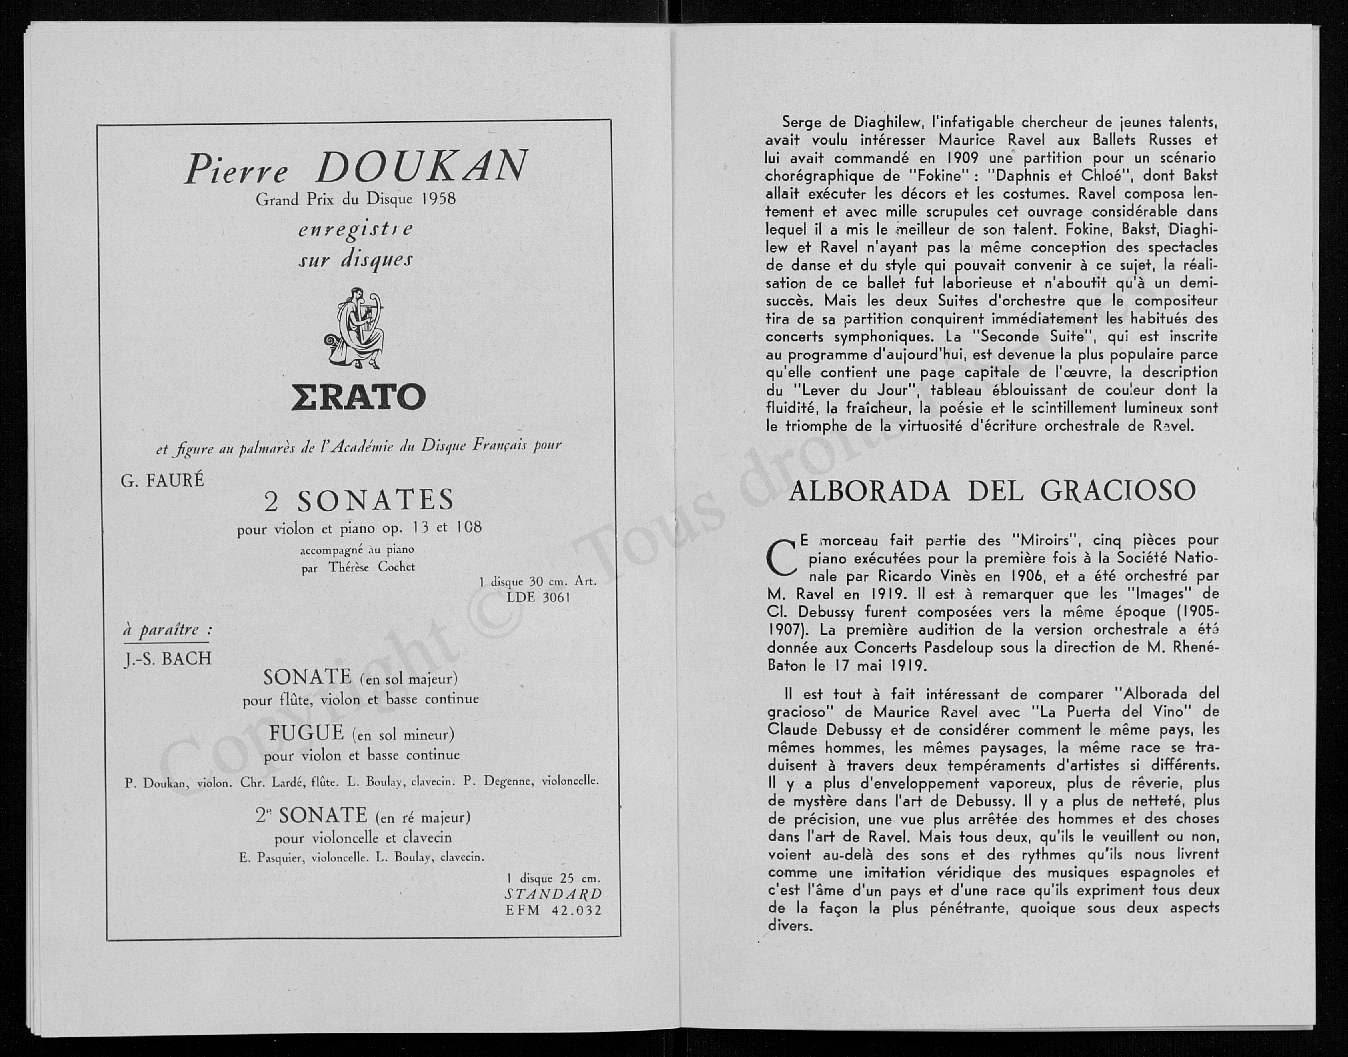 Pierre DOUKAN
Grand Prix du Disque 1958
enregistre
sur disques
ΣRATO
et figure au palmarès de l'Académie du Disque Français pour
G. FAURÉ
2 SONATES
pour violon et piano op. 13 et 108
accompagné au piano
par Thérèse Cochet
1 disque 30 cm. Art.
LDE 3061
à paraître :
J.-S. BACH
SONATE (en sol majeur)
pour flûte, violon et basse continue
FUGUE (en sol mineur)
pour violon et basse continue
P. Doukan, violon. Chr. Lardé, flûte. L. Boulay, clavecin. P. Degenne, violoncelle.
2e SONATE (en ré majeur)
pour violoncelle et clavecin
E. Pasquier, violoncelle. L. Boulay, clavecin.
1 disque 25 cm.
STANDARD
EFM 42.032
Serge de Diaghilew, l'infatigable chercheur de jeunes talents,
avait voulu intéresser Maurice Ravel aux Ballets Russes et
lui avait commandé en 1909 une partition pour un scénario
chorégraphique de "Fokine" : "Daphnis et Chloé", dont Bakst
allait exécuter les décors et les costumes. Ravel composa len-
tement et avec mille scrupules cet ouvrage considérable dans
lequel il a mis le meilleur de son talent. Fokine, Bakst, Diaghi-
lew et Ravel n'ayant pas la même conception des spectacles
de danse et du style qui pouvait convenir à ce sujet, la réali-
sation de ce ballet fut laborieuse et n'aboutit qu'à un demi-
succès. Mais les deux Suites d'orchestre que le compositeur
tira de sa partition conquirent immédiatement les habitués des
concerts symphoniques. La "Seconde Suite", qui est inscrite
au programme d'aujourd'hui, est devenue la plus populaire parce
qu'elle contient une page capitale de l'œuvre, la description
du "Lever du Jour", tableau éblouissant de couleur dont la
fluidité, la fraîcheur, la poésie et le scintillement lumineux sont
le triomphe de la virtuosité d'écriture orchestrale de Ravel.
ALBORADA DEL GRACIOSO
CE morceau fait partie des "Miroirs", cinq pièces pour
piano exécutées pour la première fois à la Société Natio-
nale par Ricardo Vinès en 1906, et a été orchestré par
M. Ravel en 1919. Il est à remarquer que les "Images" de
Cl. Debussy furent composées vers la même époque (1905-
1907). La première audition de la version orchestrale a été
donnée aux Concerts Pasdeloup sous la direction de M. Rhené-
Baton le 17 mai 1919.
Il est tout à fait intéressant de comparer "Alborada del
gracioso" de Maurice Ravel avec "La Puerta del Vino" de
Claude Debussy et de considérer comment le même pays, les
mêmes hommes, les mêmes paysages, la même race se tra-
duisent à travers deux tempéraments d'artistes si différents.
Il y a plus d'enveloppement vaporeux, plus de rêverie, plus
de mystère dans l'art de Debussy. Il y a plus de netteté, plus
de précision, une vue plus arrêtée des hommes et des choses
dans l'art de Ravel. Mais tous deux, qu'ils le veuillent ou non,
voient au-delà des sons et des rythmes qu'ils nous livrent
comme une imitation véridique des musiques espagnoles et
c'est l'âme d'un pays et d'une race qu'ils expriment tous deux
de la façon la plus pénétrante, quoique sous deux aspects
divers.
Copyright © Tous droits